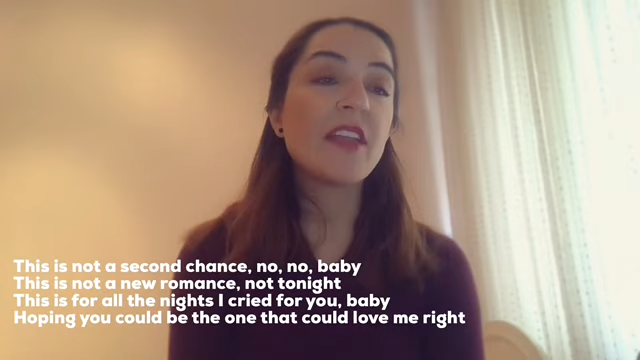 This is not a second chance, no, no, baby
This is not a new romance, not tonight
This is for all the nights I cried for you, baby
Hoping you could be the one that could love me right